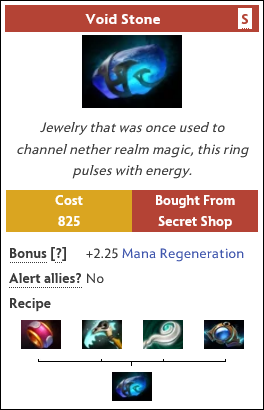 Void Stone S
Jewelry that was once used to
channel nether realm magic, this ring
pulses with energy.
Cost Bought From
825 Secret Shop
Bonus [?] +2.25 Mana Regeneration
Alert allies? No
Recipe